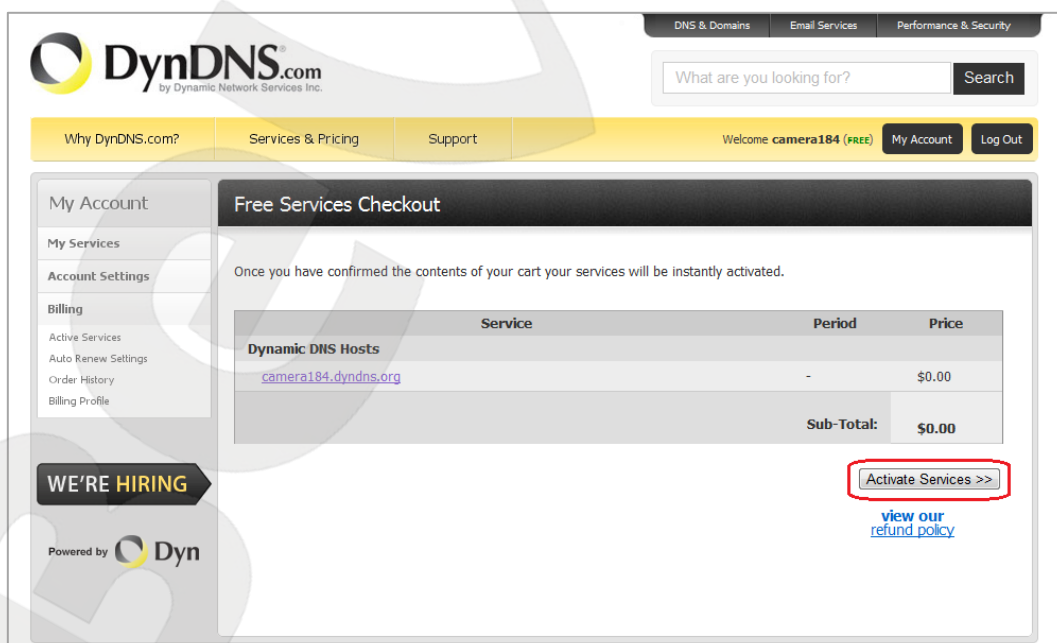 DNS & Domains Email Services Performance & Security
DynDNS.com
by Dynamic Network Services Inc.
What are you looking for? Search
Why DynDNS.com? Services & Pricing Support Welcome camera184 (FREE) My Account Log Out
My Account
My Services
Account Settings
Billing
Active Services
Auto Renew Settings
Order History
Billing Profile
WE'RE HIRING
Powered by Dyn
Free Services Checkout
Once you have confirmed the contents of your cart your services will be instantly activated.
Service Period Price
Dynamic DNS Hosts
camera184.dyndns.org - $0.00
Sub-Total: $0.00
Activate Services >>
view our
refund policy